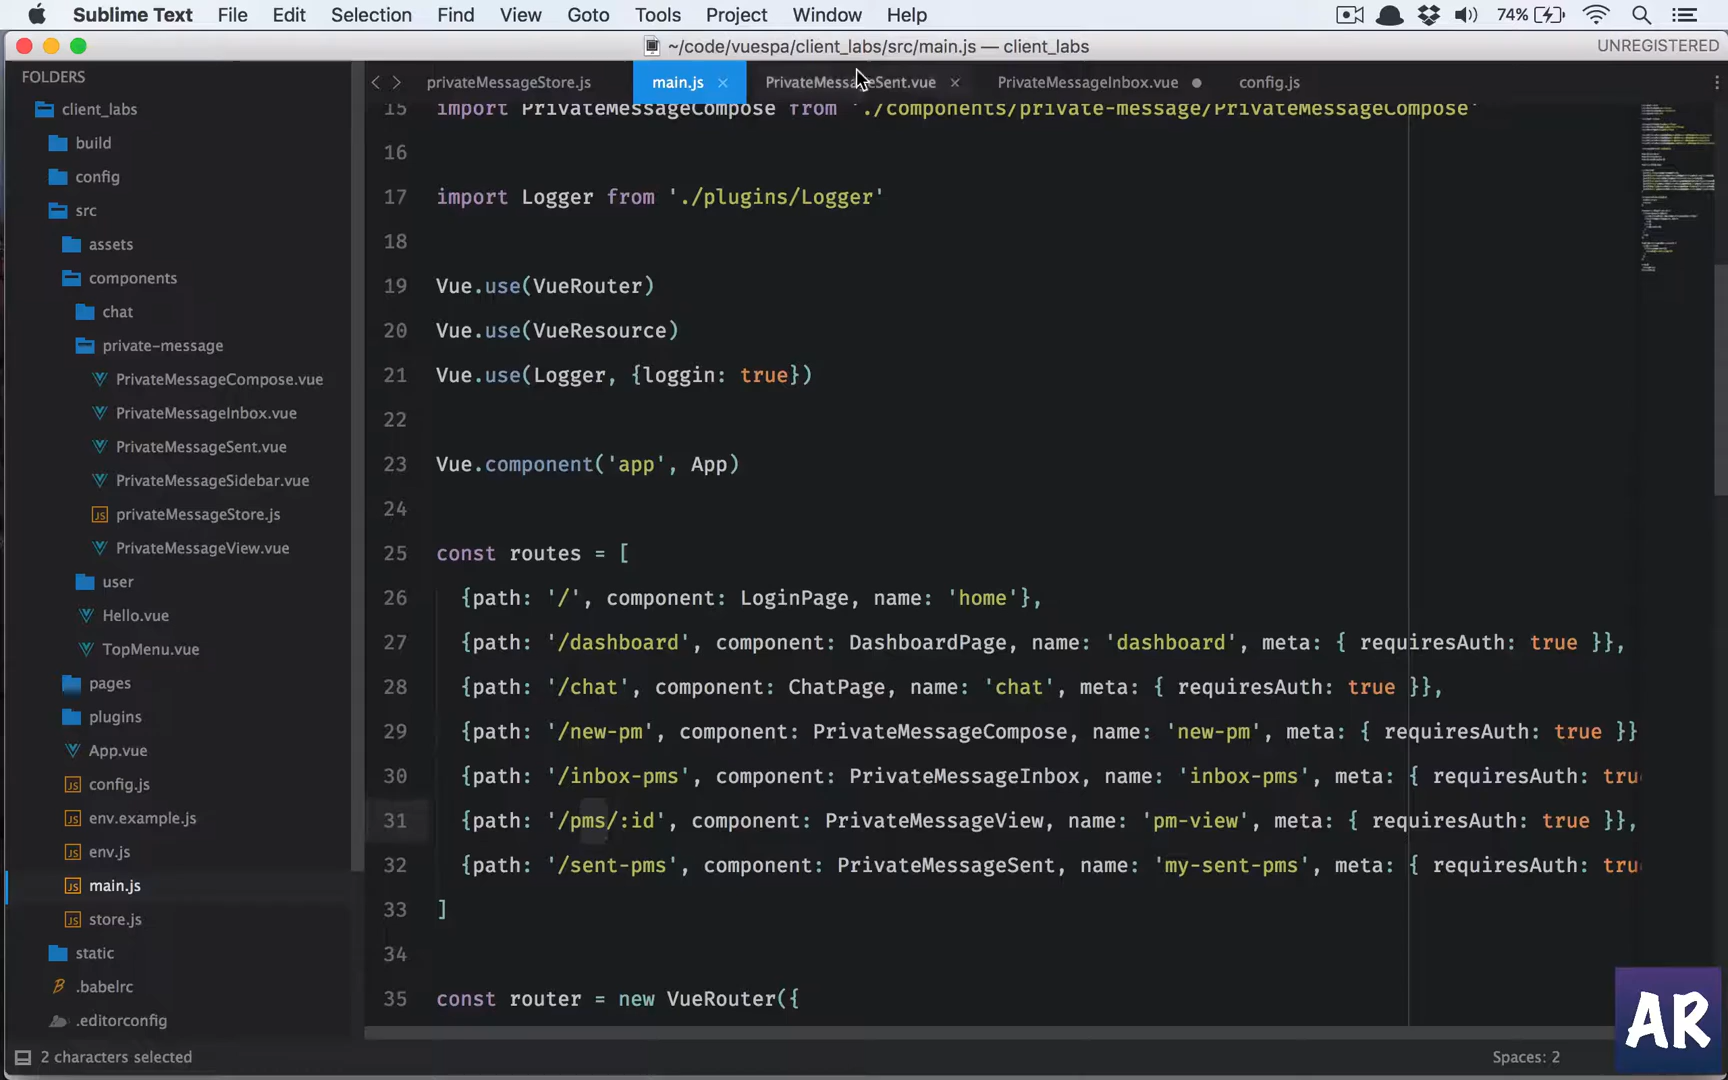 Sublime Text File Edit Selection Find View Goto Tools Project Window Help 74%
~/code/vuespa/client_labs/src/main.js — client_labs UNREGISTERED
FOLDERS
client_labs
build
config
src
assets
components
chat
private-message
PrivateMessageCompose.vue
PrivateMessageInbox.vue
PrivateMessageSent.vue
PrivateMessageSidebar.vue
privateMessageStore.js
PrivateMessageView.vue
user
Hello.vue
TopMenu.vue
pages
plugins
App.vue
config.js
env.example.js
env.js
main.js
store.js
static
.babelrc
.editorconfig
privateMessageStore.js main.js PrivateMessageSent.vue PrivateMessageInbox.vue config.js
15 import PrivateMessageCompose from './components/private-message/PrivateMessageCompose'
16
17 import Logger from './plugins/Logger'
18
19 Vue.use(VueRouter)
20 Vue.use(VueResource)
21 Vue.use(Logger, {loggin: true})
22
23 Vue.component('app', App)
24
25 const routes = [
26 {path: '/', component: LoginPage, name: 'home'},
27 {path: '/dashboard', component: DashboardPage, name: 'dashboard', meta: { requiresAuth: true }},
28 {path: '/chat', component: ChatPage, name: 'chat', meta: { requiresAuth: true }},
29 {path: '/new-pm', component: PrivateMessageCompose, name: 'new-pm', meta: { requiresAuth: true }}
30 {path: '/inbox-pms', component: PrivateMessageInbox, name: 'inbox-pms', meta: { requiresAuth: tru
31 {path: '/pms/:id', component: PrivateMessageView, name: 'pm-view', meta: { requiresAuth: true }},
32 {path: '/sent-pms', component: PrivateMessageSent, name: 'my-sent-pms', meta: { requiresAuth: tru
33 ]
34
35 const router = new VueRouter({
2 characters selected Spaces: 2
AR